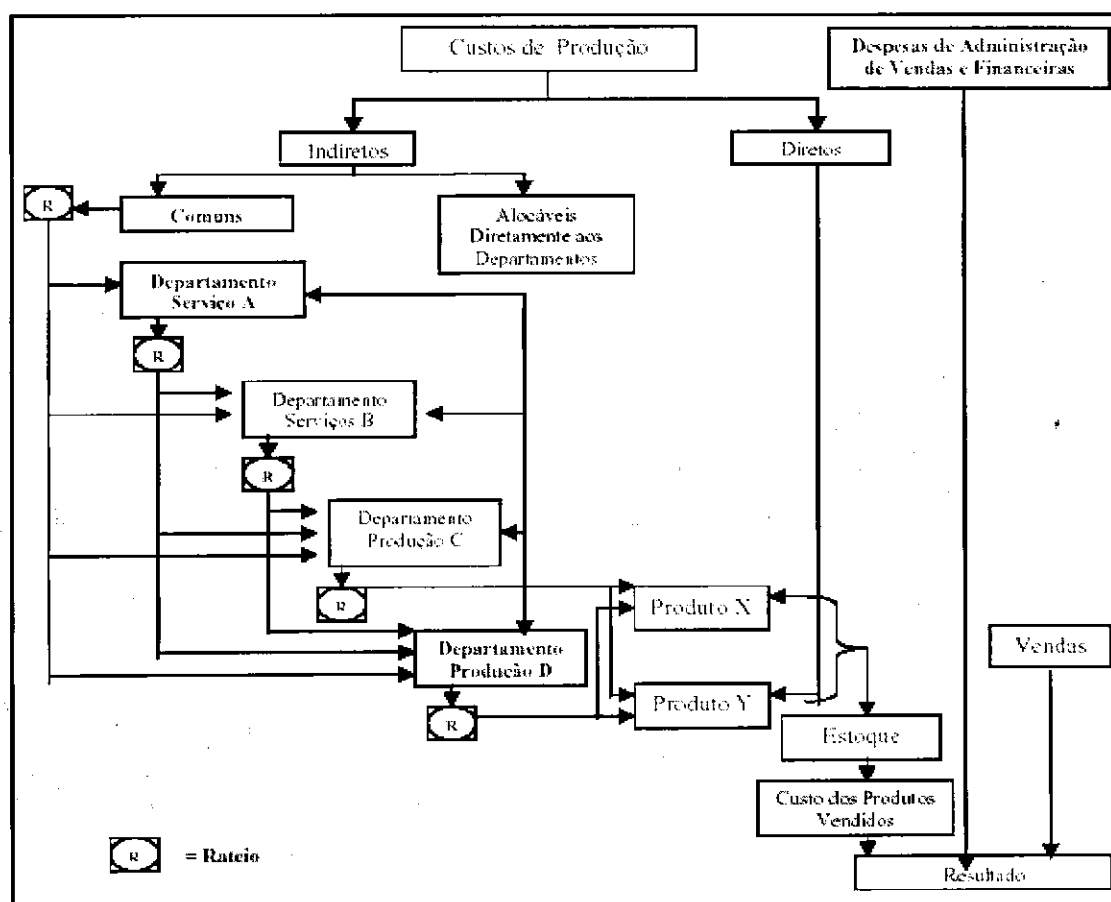 Custos de Produção
Despesas de Administração
de Vendas e Financeiras
Indiretos
Diretos
R
Comuns
Alocáveis
Diretamente aos
Departamentos
Departamento
Serviço A
R
Departamento
Serviços B
R
Departamento
Produção C
R
Produto X
Departamento
Produção D
Vendas
R
Produto Y
Estoque
Custo dos Produtos
Vendidos
R = Rateio
Resultado